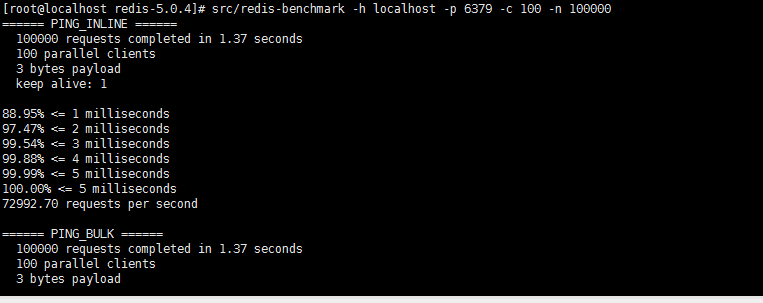 [root@localhost redis-5.0.4]# src/redis-benchmark -h localhost -p 6379 -c 100 -n 100000
====== PING_INLINE ======
100000 requests completed in 1.37 seconds
100 parallel clients
3 bytes payload
keep alive: 1
88.95% <= 1 milliseconds
97.47% <= 2 milliseconds
99.54% <= 3 milliseconds
99.88% <= 4 milliseconds
99.99% <= 5 milliseconds
100.00% <= 5 milliseconds
72992.70 requests per second
====== PING_BULK ======
100000 requests completed in 1.37 seconds
100 parallel clients
3 bytes payload